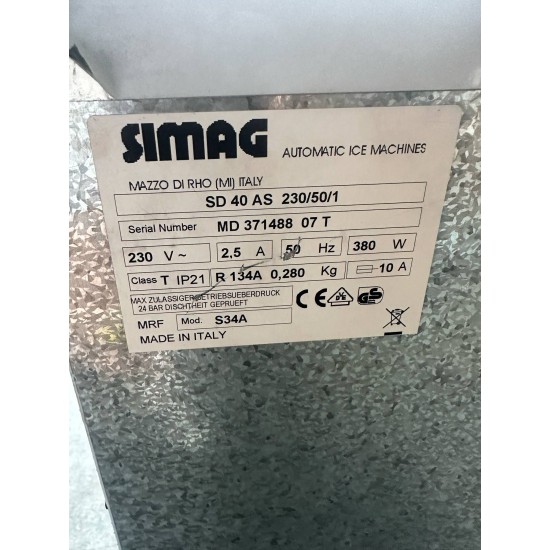 SIMAG AUTOMATIC ICE MACHINES
MAZZO DI RHO (MI) ITALY
SD 40 AS 230/50/1
Serial Number MD 371488 07 T
230 V ~ 2,5 A 50 Hz 380 W
Class T IP21 R 134A 0,280 Kg 10 A
MAX ZULASSIGER BETRIEBSUEBERDRUCK
24 BAR DISCHTHEIT GEPRUEFT
CE GS
MRF Mod. S34A
MADE IN ITALY